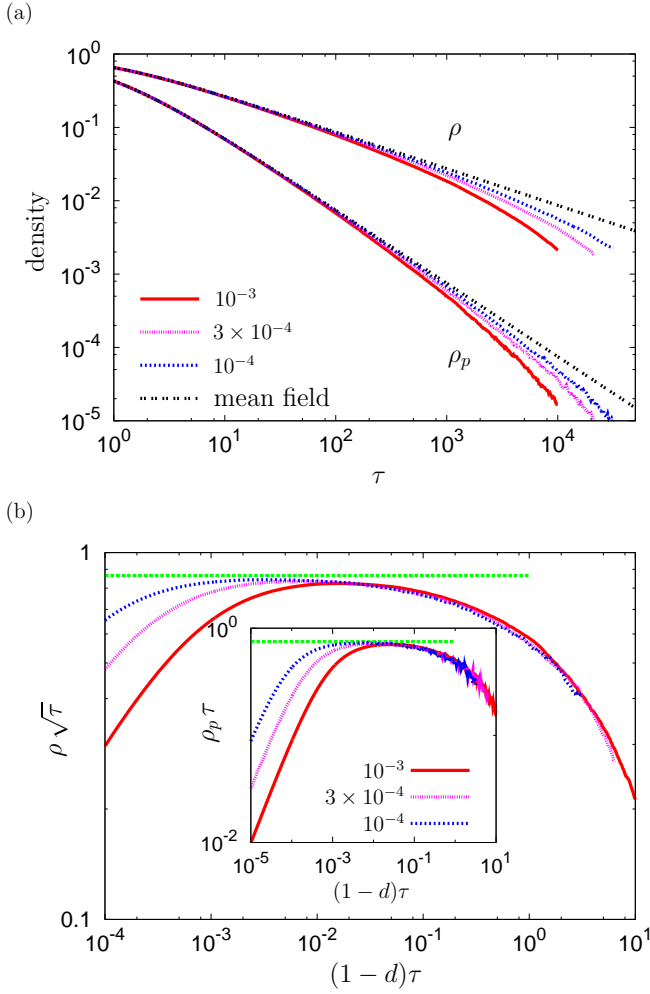 (a)
10^0
10^{-1}
10^{-2}
10^{-3}
10^{-4}
10^{-5}
density
ρ
ρ_p
10^{-3}
3 × 10^{-4}
10^{-4}
mean field
10^0 10^1 10^2 10^3 10^4
τ
(b)
1
0.1
ρ √τ
10^0
10^{-2}
ρ_p τ
10^{-3}
3 × 10^{-4}
10^{-4}
10^{-5} 10^{-3} 10^{-1} 10^1
(1 − d)τ
10^{-4} 10^{-3} 10^{-2} 10^{-1} 10^0 10^1
(1 − d)τ